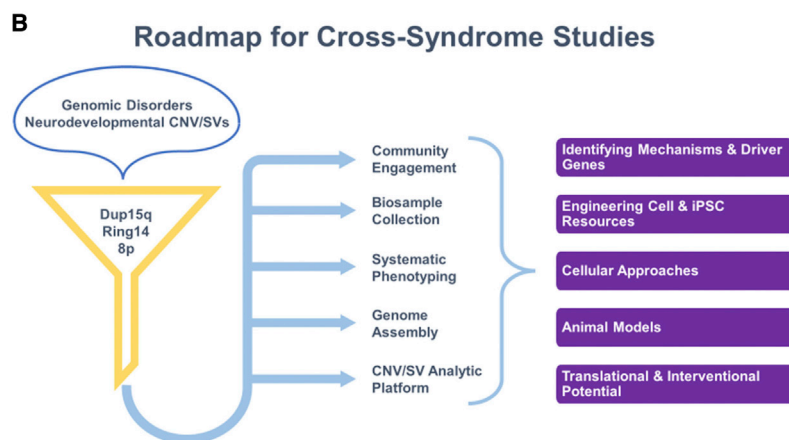 B
Roadmap for Cross-Syndrome Studies
Genomic Disorders
Neurodevelopmental CNV/SVs
Dup15q
Ring14
8p
Community
Engagement
Biosample
Collection
Systematic
Phenotyping
Genome
Assembly
CNV/SV Analytic
Platform
Identifying Mechanisms & Driver
Genes
Engineering Cell & iPSC
Resources
Cellular Approaches
Animal Models
Translational & Interventional
Potential